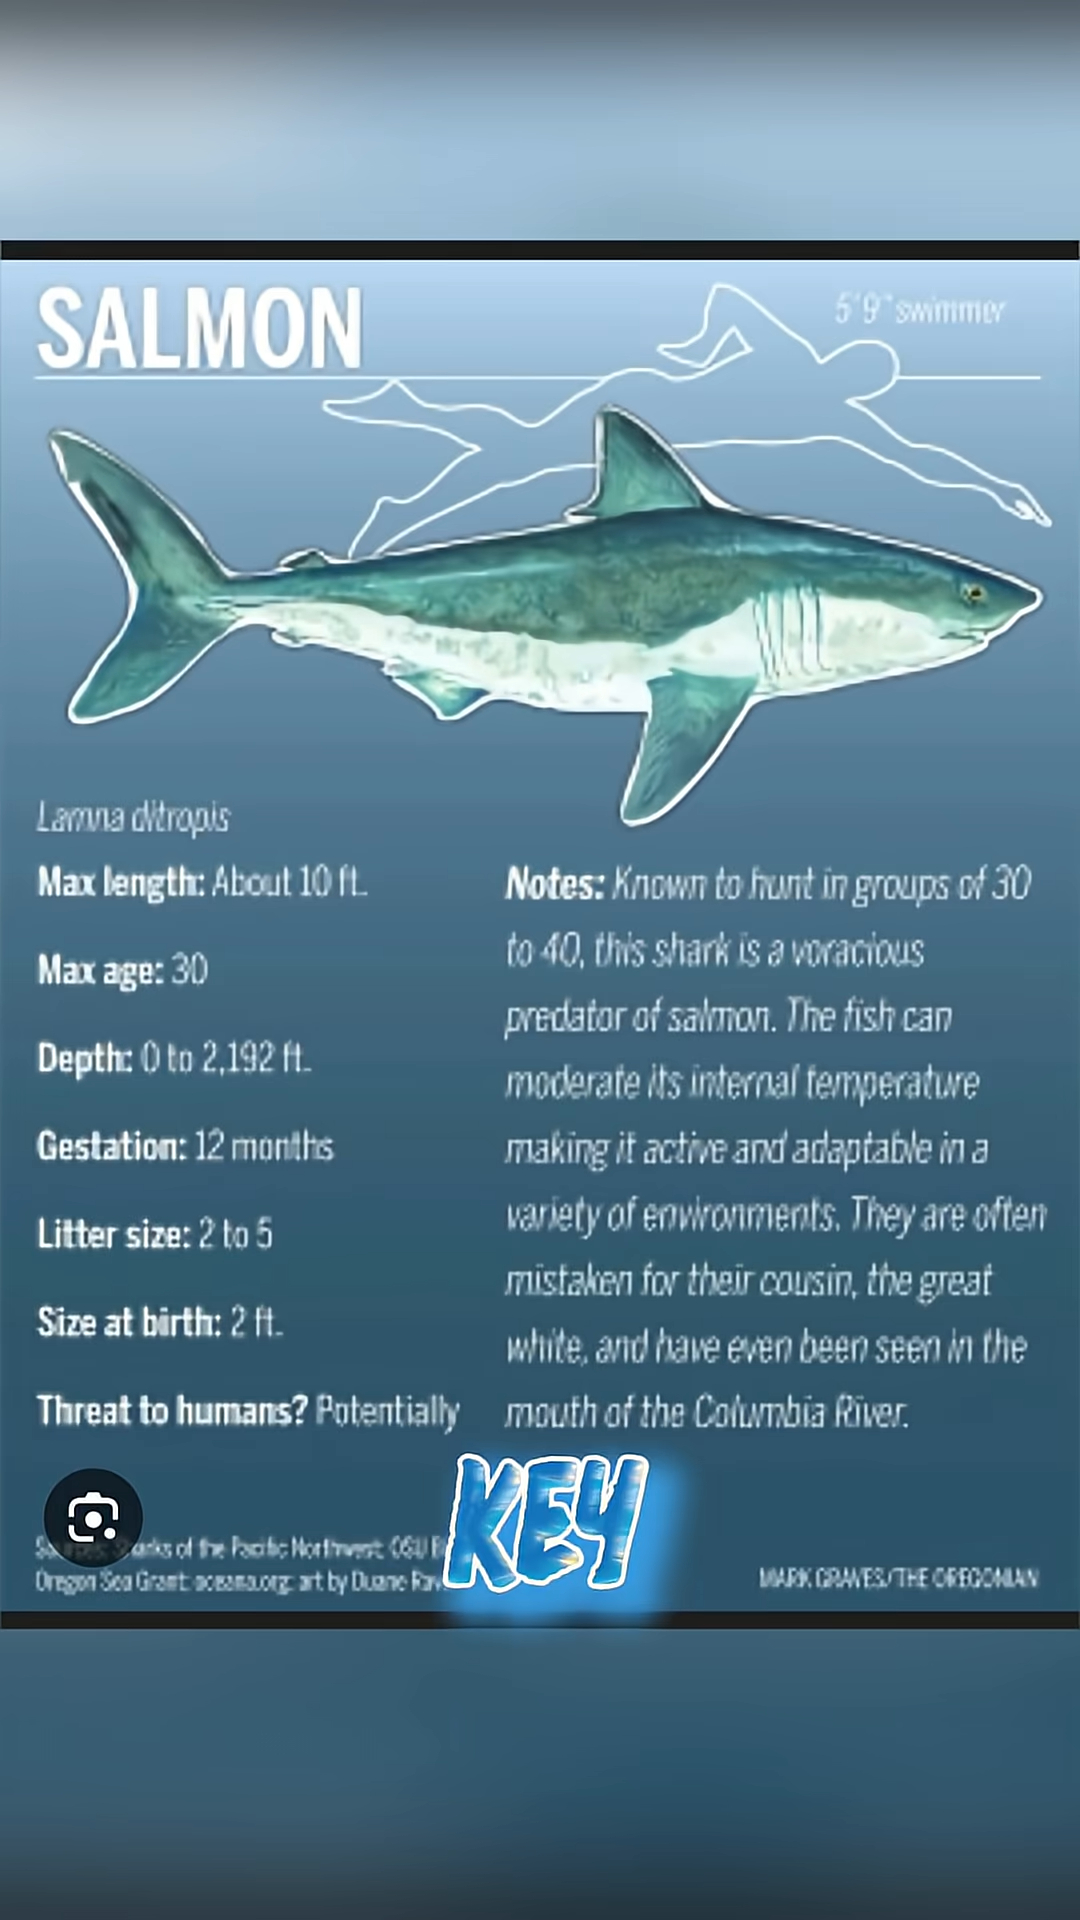 SALMON
5'9" swimmer
Lamna ditropis
Max length: About 10 ft.
Max age: 30
Depth: 0 to 2,192 ft.
Gestation: 12 months
Litter size: 2 to 5
Size at birth: 2 ft.
Threat to humans? Potentially
Notes: Known to hunt in groups of 30
to 40, this shark is a voracious
predator of salmon. The fish can
moderate its internal temperature
making it active and adaptable in a
variety of environments. They are often
mistaken for their cousin, the great
white, and have even been seen in the
mouth of the Columbia River.
KEY
of the Pacific Northwest, OSU
Oregon Sea Grant; oceana.org; art by Duane
MARK GRAVES/THE OREGONIAN